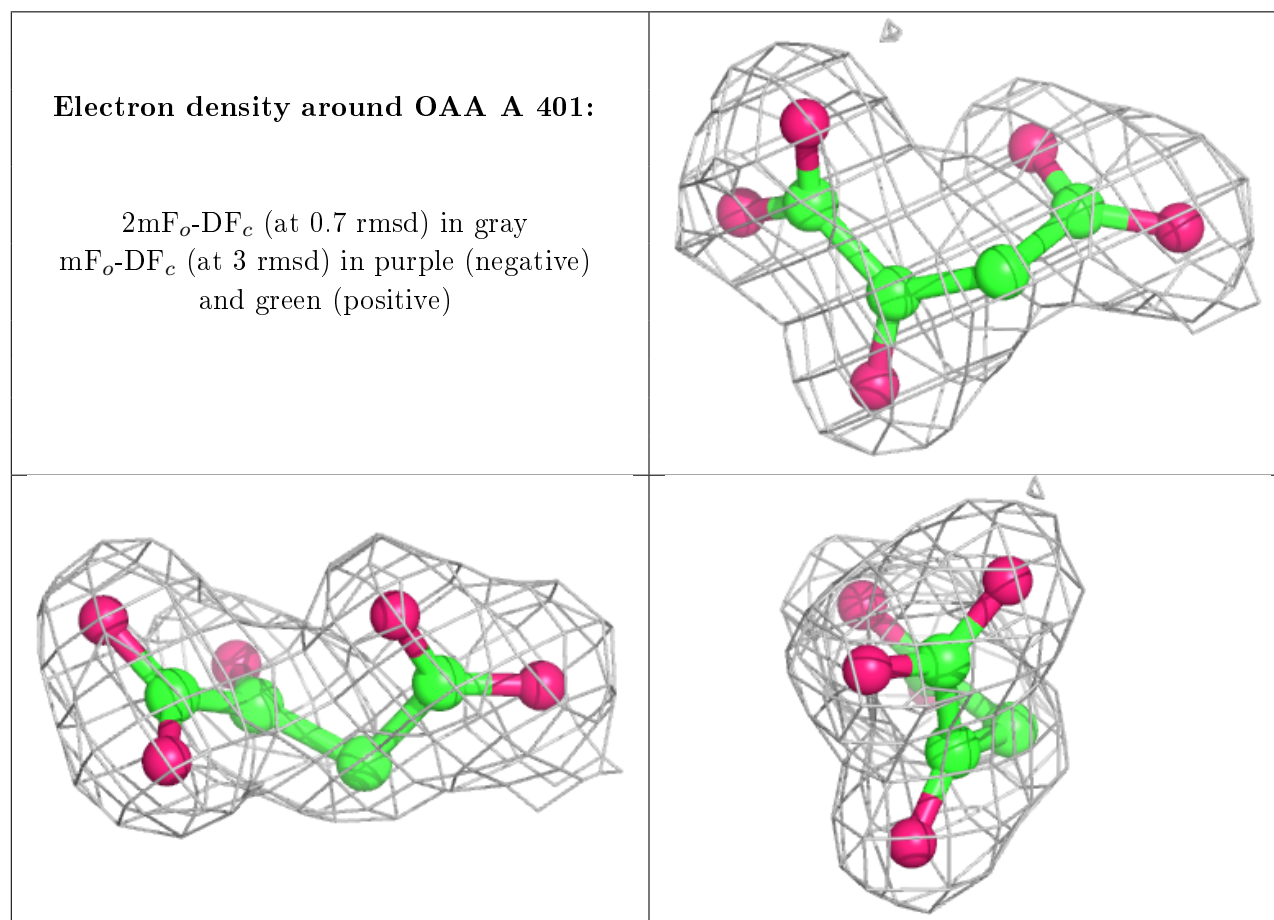 Electron density around OAA A 401:
2mFo-DFc (at 0.7 rmsd) in gray
mFo-DFc (at 3 rmsd) in purple (negative)
and green (positive)